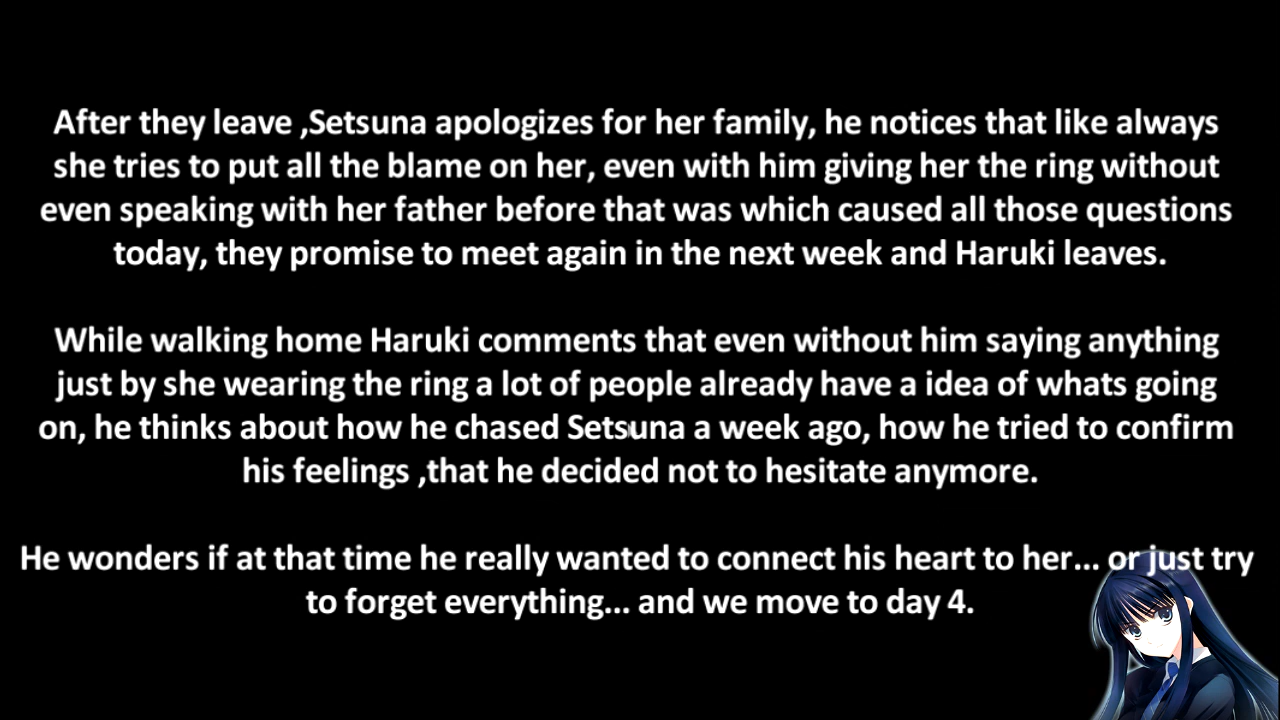 After they leave ,Setsuna apologizes for her family, he notices that like always
she tries to put all the blame on her, even with him giving her the ring without
even speaking with her father before that was which caused all those questions
today, they promise to meet again in the next week and Haruki leaves.
While walking home Haruki comments that even without him saying anything
just by she wearing the ring a lot of people already have a idea of whats going
on, he thinks about how he chased Setsuna a week ago, how he tried to confirm
his feelings ,that he decided not to hesitate anymore.
He wonders if at that time he really wanted to connect his heart to her... or just try
to forget everything... and we move to day 4.